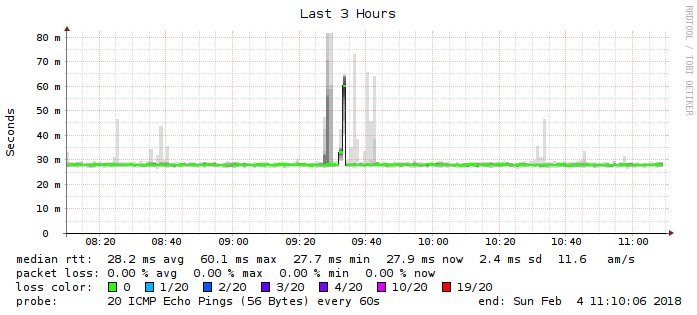 Last 3 Hours
RRDTOOL / TOBI OETIKER
Seconds
80 m
70 m
60 m
50 m
40 m
30 m
20 m
10 m
0
08:20 08:40 09:00 09:20 09:40 10:00 10:20 10:40 11:00
median rtt: 28.2 ms avg 60.1 ms max 27.7 ms min 27.9 ms now 2.4 ms sd 11.6 am/s
packet loss: 0.00 % avg 0.00 % max 0.00 % min 0.00 % now
loss color: 0 1/20 2/20 3/20 4/20 10/20 19/20
probe: 20 ICMP Echo Pings (56 Bytes) every 60s end: Sun Feb 4 11:10:06 2018